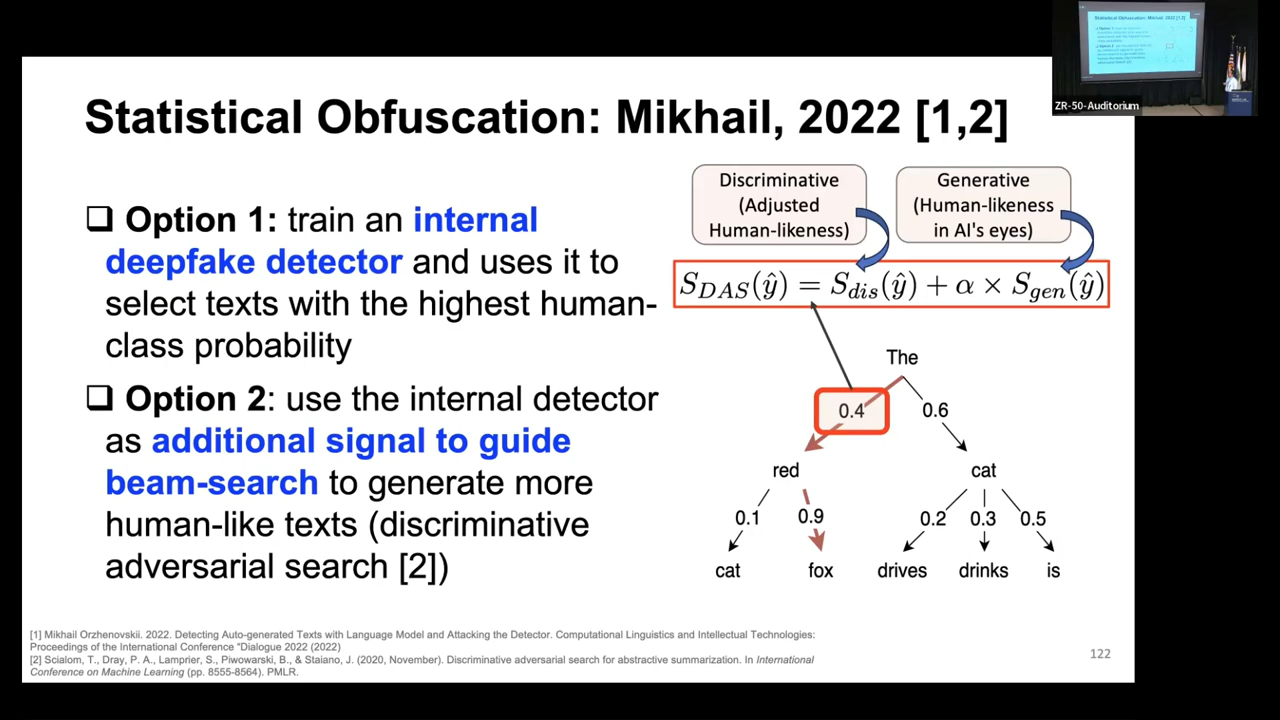 Statistical Obfuscation: Mikhail, 2022 [1,2]
ZR-50-Auditorium
❑ Option 1: train an internal
deepfake detector and uses it to
select texts with the highest human-
class probability
❑ Option 2: use the internal detector
as additional signal to guide
beam-search to generate more
human-like texts (discriminative
adversarial search [2])
Discriminative
(Adjusted
Human-likeness)
Generative
(Human-likeness
in AI's eyes)
S_DAS(ŷ) = S_dis(ŷ) + α × S_gen(ŷ)
The
0.4 0.6
red cat
0.1 0.9 0.2 0.3 0.5
cat fox drives drinks is
[1] Mikhail Orzhenovskii. 2022. Detecting Auto-generated Texts with Language Model and Attacking the Detector. Computational Linguistics and Intellectual Technologies:
Proceedings of the International Conference "Dialogue 2022 (2022)
[2] Scialom, T., Dray, P. A., Lamprier, S., Piwowarski, B., & Staiano, J. (2020, November). Discriminative adversarial search for abstractive summarization. In International
Conference on Machine Learning (pp. 8555-8564). PMLR.
122
Statistical Obfuscation: Mikhail, 2022 [1,2]